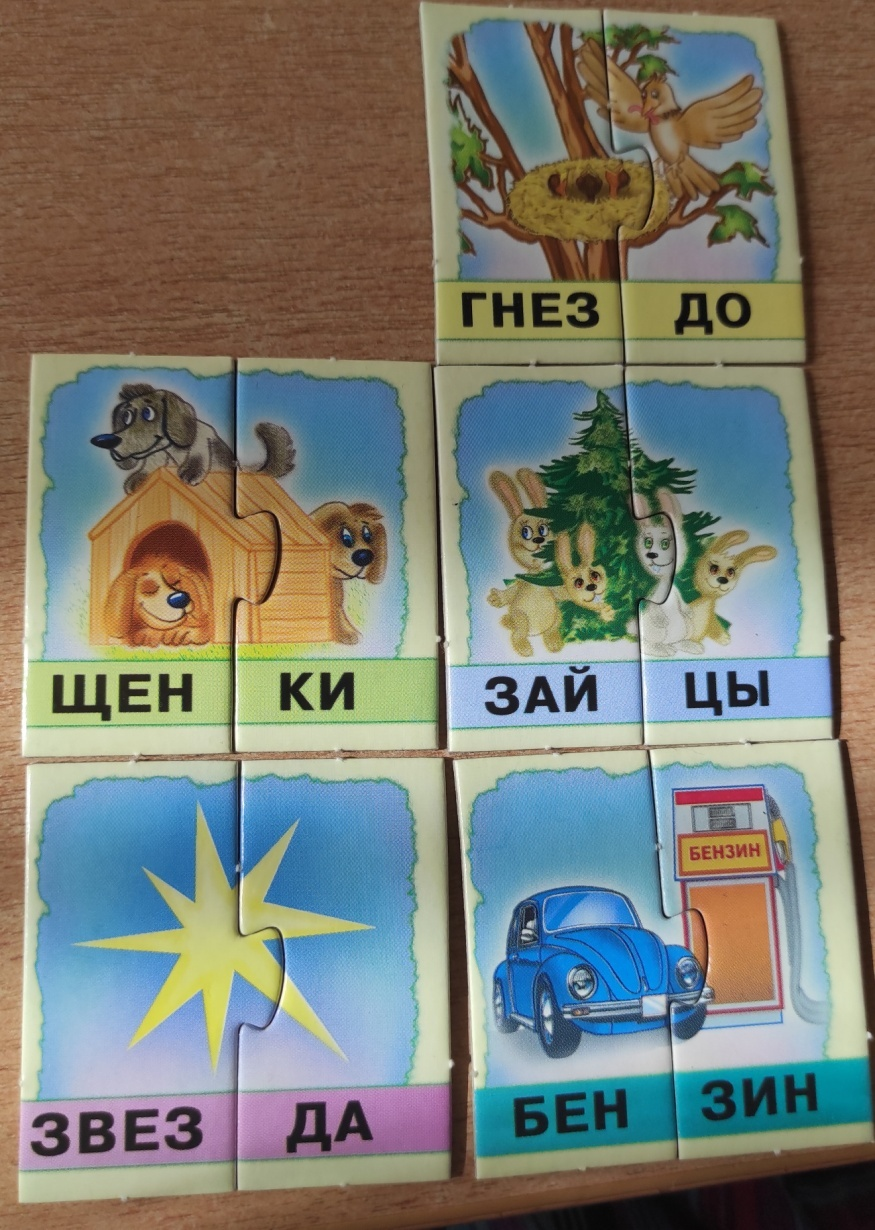 ГНЕЗ ДО
ЩЕН КИ
ЗАЙ ЦЫ
ЗВЕЗ ДА
БЕНЗИН
БЕН ЗИН